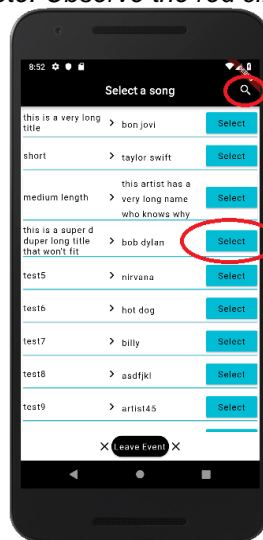 8:52
Select a song
this is a very long title > bon jovi Select
short > taylor swift Select
medium length > this artist has a very long name who knows why Select
this is a super d duper long title that won't fit > bob dylan Select
test5 > nirvana Select
test6 > hot dog Select
test7 > billy Select
test8 > asdfjkl Select
test9 > artist45 Select
Leave Event